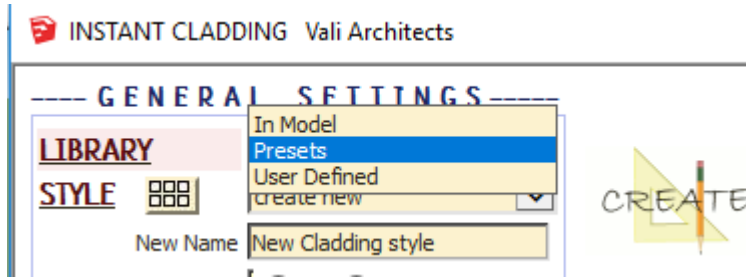 INSTANT CLADDING Vali Architects
---- GENERAL SETTINGS-----
In Model
LIBRARY
Presets
User Defined
STYLE
create new
CREATE
New Name New Cladding style